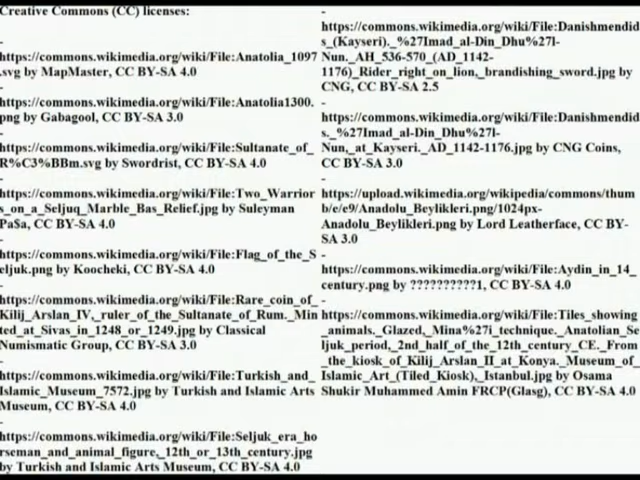 Creative Commons (CC) licenses:
-
https://commons.wikimedia.org/wiki/File:Anatolia_1097
.svg by MapMaster, CC BY-SA 4.0
-
https://commons.wikimedia.org/wiki/File:Anatolia1300.
png by Gabagool, CC BY-SA 3.0
-
https://commons.wikimedia.org/wiki/File:Sultanate_of_
R%C3%BBm.svg by Swordrist, CC BY-SA 4.0
-
https://commons.wikimedia.org/wiki/File:Two_Warrior
s_on_a_Seljuq_Marble_Bas_Relief.jpg by Suleyman
Pa$a, CC BY-SA 4.0
-
https://commons.wikimedia.org/wiki/File:Flag_of_the_S
eljuk.png by Koocheki, CC BY-SA 4.0
-
https://commons.wikimedia.org/wiki/File:Rare_coin_of_
Kilij_Arslan_IV,_ruler_of_the_Sultanate_of_Rum._Min
ted_at_Sivas_in_1248_or_1249.jpg by Classical
Numismatic Group, CC BY-SA 3.0
-
https://commons.wikimedia.org/wiki/File:Turkish_and_
Islamic_Museum_7572.jpg by Turkish and Islamic Arts
Museum, CC BY-SA 4.0
-
https://commons.wikimedia.org/wiki/File:Seljuk_era_ho
rseman_and_animal_figure,_12th_or_13th_century.jpg
by Turkish and Islamic Arts Museum, CC BY-SA 4.0
-
https://commons.wikimedia.org/wiki/File:Danishmendid
s_(Kayseri)._%27Imad_al-Din_Dhu%27l-
Nun._AH_536-570_(AD_1142-
1176)_Rider_right_on_lion,_brandishing_sword.jpg by
CNG, CC BY-SA 2.5
-
https://commons.wikimedia.org/wiki/File:Danishmendid
s._%27Imad_al-Din_Dhu%27l-
Nun,_at_Kayseri._AD_1142-1176.jpg by CNG Coins,
CC BY-SA 3.0
-
https://upload.wikimedia.org/wikipedia/commons/thum
b/e/e9/Anadolu_Beylikleri.png/1024px-
Anadolu_Beylikleri.png by Lord Leatherface, CC BY-
SA 3.0
-
https://commons.wikimedia.org/wiki/File:Aydin_in_14_
century.png by ??????????1, CC BY-SA 4.0
-
https://commons.wikimedia.org/wiki/File:Tiles_showing
_animals._Glazed,_Mina%27i_technique._Anatolian_Se
ljuk_period,_2nd_half_of_the_12th_century_CE._From
_the_kiosk_of_Kilij_Arslan_II_at_Konya._Museum_of_
Islamic_Art_(Tiled_Kiosk),_Istanbul.jpg by Osama
Shukir Muhammed Amin FRCP(Glasg), CC BY-SA 4.0